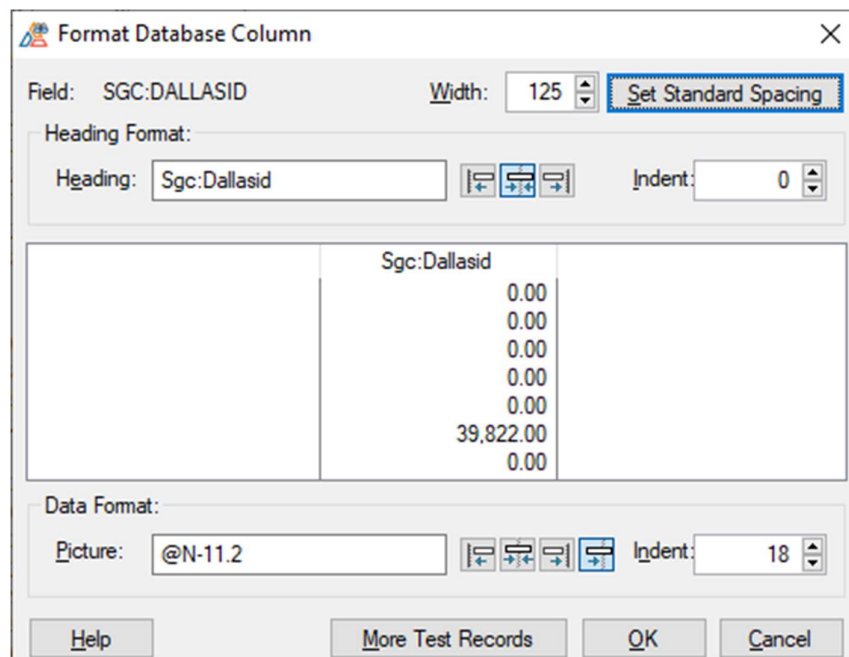 Format Database Column
Field: SGC:DALLASID Width: 125 Set Standard Spacing
Heading Format:
Heading: Sgc:Dallasid Indent: 0
Sgc:Dallasid
0.00
0.00
0.00
0.00
0.00
39,822.00
0.00
Data Format:
Picture: @N-11.2 Indent: 18
Help More Test Records OK Cancel